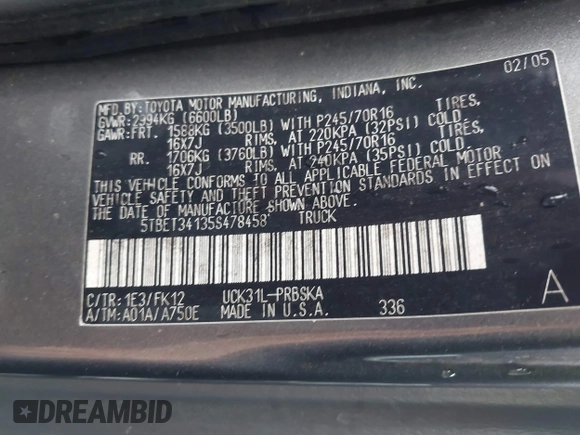 MFD.BY:TOYOTA MOTOR MANUFACTURING, INDIANA, INC. 02/05
GVWR:2994KG (6600LB)
GAWR:FRT. 1588KG (3500LB) WITH P245/70R16 TIRES,
16X7J RIMS, AT 220KPA (32PSI) COLD.
RR. 1706KG (3760LB) WITH P245/70R16 TIRES,
16X7J RIMS, AT 240KPA (35PSI) COLD.
THIS VEHICLE CONFORMS TO ALL APPLICABLE FEDERAL MOTOR
VEHICLE SAFETY AND THEFT PREVENTION STANDARDS IN EFFECT ON
THE DATE OF MANUFACTURE SHOWN ABOVE.
5TBET34135S478458 TRUCK
C/TR:1E3/FK12 UCK31L-PRBSKA
A/TM:A01A/A750E MADE IN U.S.A. 336 A
DREAMBID